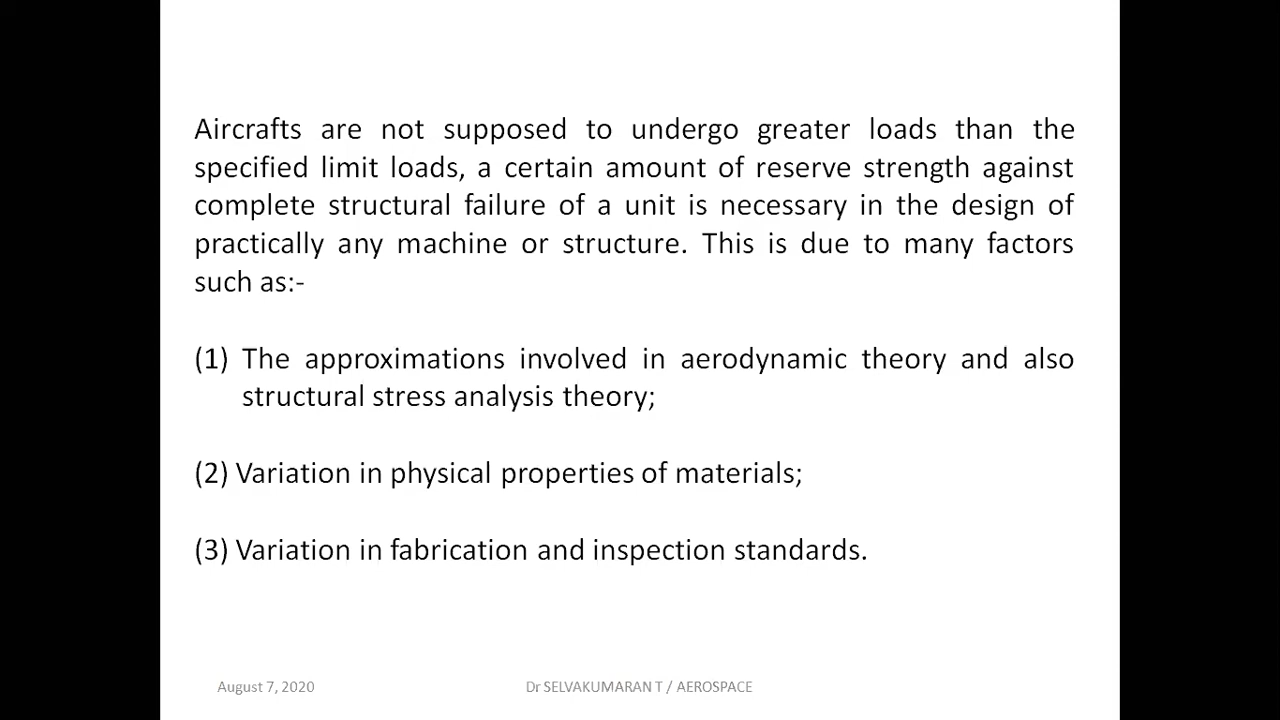 Aircrafts are not supposed to undergo greater loads than the
specified limit loads, a certain amount of reserve strength against
complete structural failure of a unit is necessary in the design of
practically any machine or structure. This is due to many factors
such as:-
(1) The approximations involved in aerodynamic theory and also
structural stress analysis theory;
(2) Variation in physical properties of materials;
(3) Variation in fabrication and inspection standards.
August 7, 2020
Dr SELVAKUMARAN T / AEROSPACE